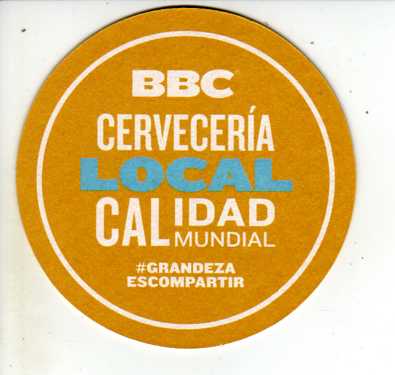 BBC
CERVECERÍA
LOCAL
CALIDAD
MUNDIAL
#GRANDEZA
ESCOMPARTIR